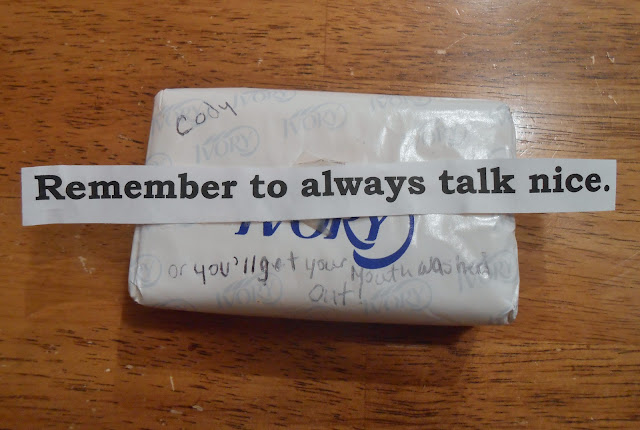 Cody
Remember to always talk nice.
IVORY
or you'll get your Mouth washed
out!